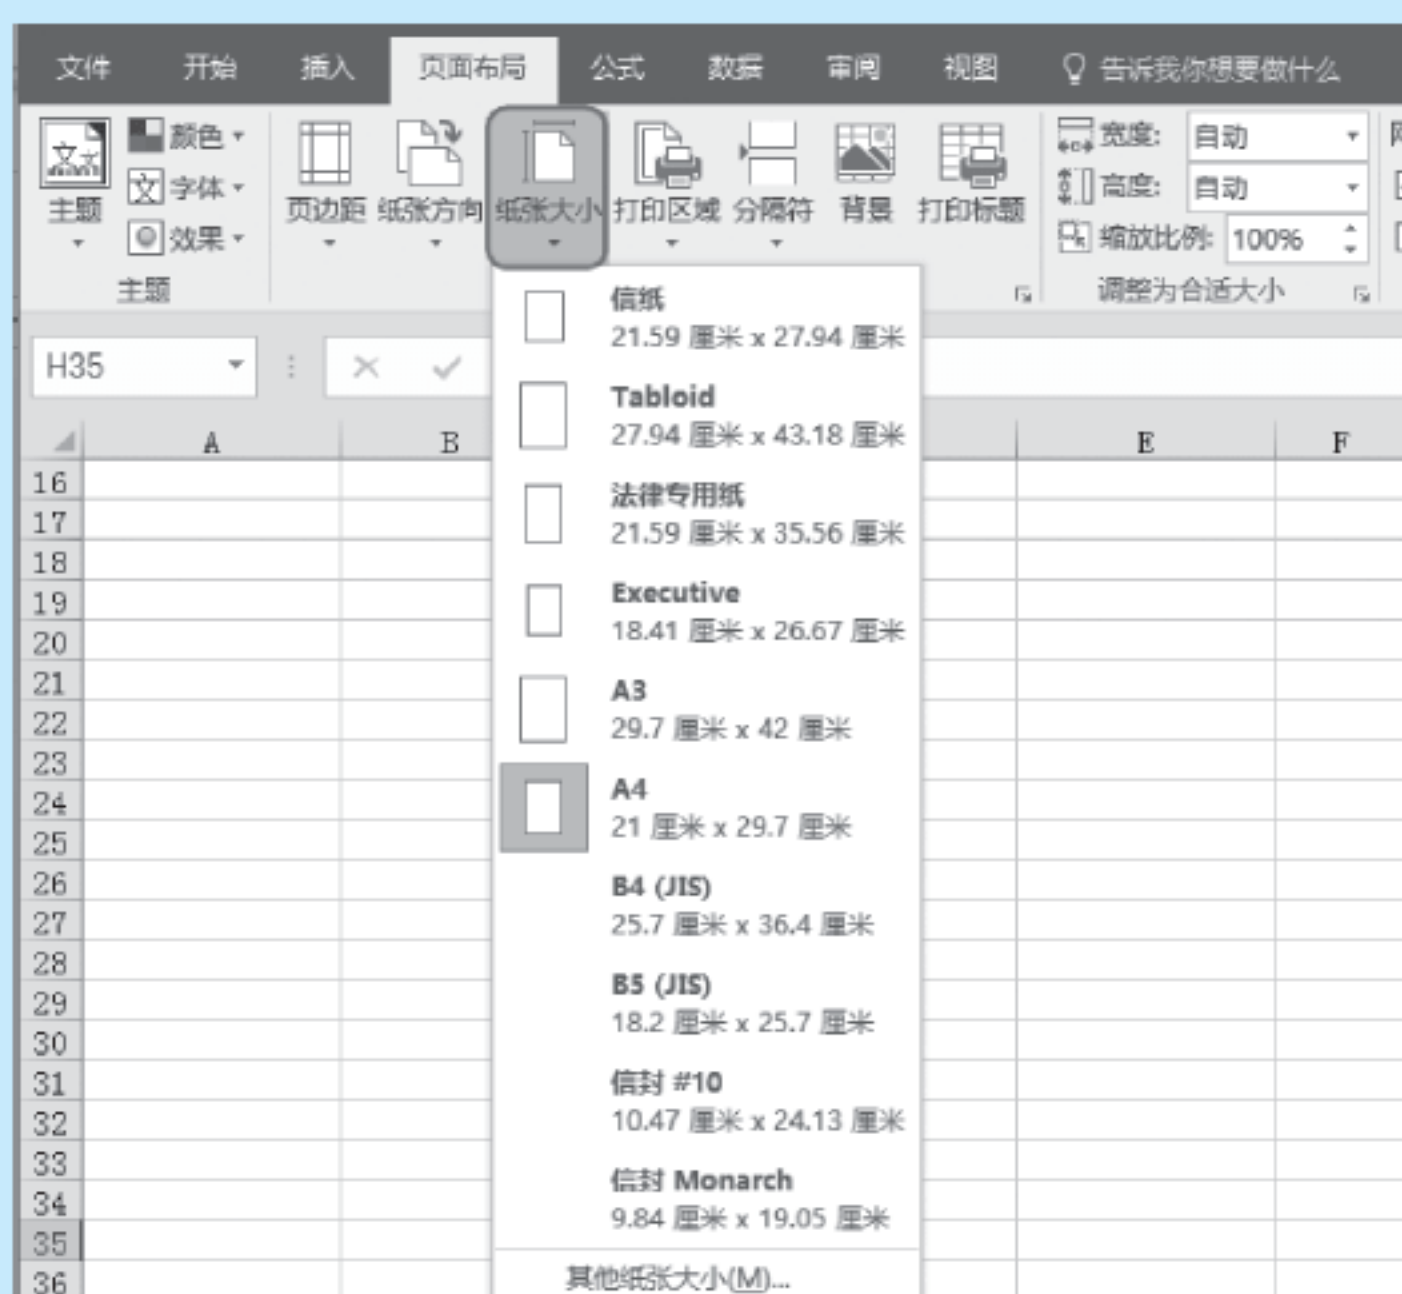 文件 开始 插入 页面布局 公式 数据 审阅 视图 告诉我你想要做什么
颜色
字体
效果
主题
页边距 纸张方向 纸张大小 打印区域 分隔符 背景 打印标题
宽度: 自动
高度: 自动
缩放比例: 100%
主题
调整为合适大小
H35
A B E F
信纸
21.59 厘米 x 27.94 厘米
Tabloid
27.94 厘米 x 43.18 厘米
法律专用纸
21.59 厘米 x 35.56 厘米
Executive
18.41 厘米 x 26.67 厘米
A3
29.7 厘米 x 42 厘米
A4
21 厘米 x 29.7 厘米
B4 (JIS)
25.7 厘米 x 36.4 厘米
B5 (JIS)
18.2 厘米 x 25.7 厘米
信封 #10
10.47 厘米 x 24.13 厘米
信封 Monarch
9.84 厘米 x 19.05 厘米
其他纸张大小(M)...
16
17
18
19
20
21
22
23
24
25
26
27
28
29
30
31
32
33
34
35
36